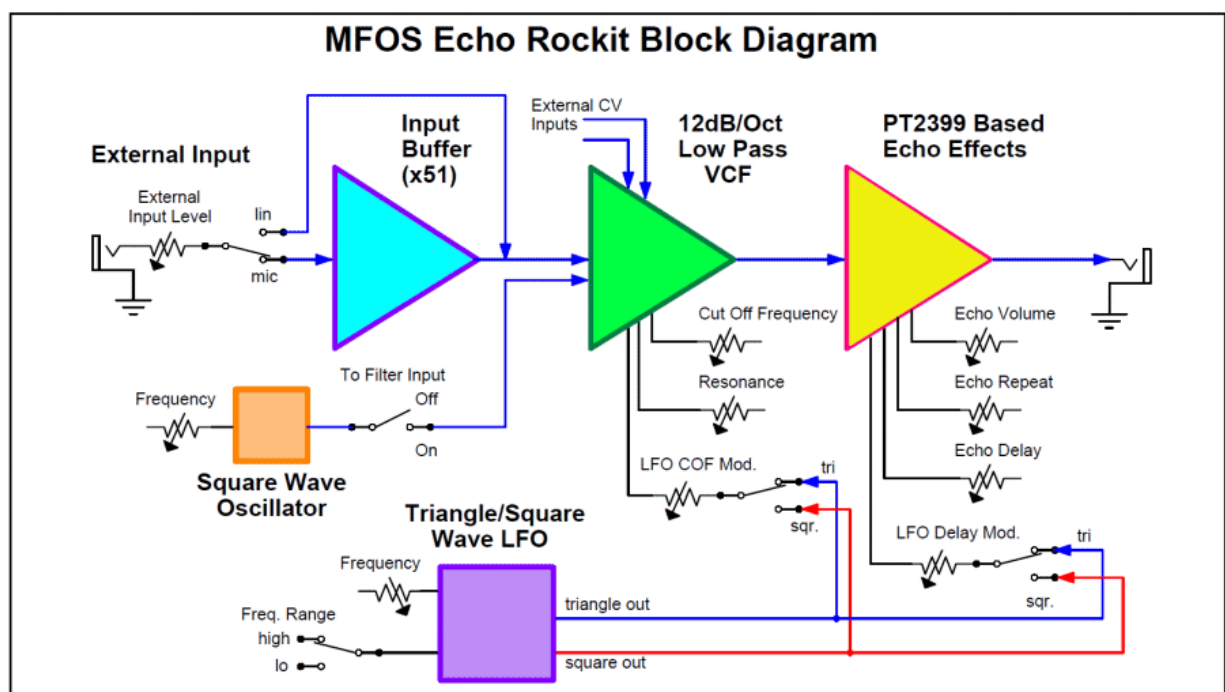 MFOS Echo Rockit Block Diagram
External Input
External
Input Level
lin
mic
Input
Buffer
(x51)
External CV
Inputs
12dB/Oct
Low Pass
VCF
PT2399 Based
Echo Effects
Cut Off Frequency
Resonance
LFO COF Mod.
tri
sqr.
Echo Volume
Echo Repeat
Echo Delay
LFO Delay Mod.
tri
sqr.
Frequency
To Filter Input
Off
On
Square Wave
Oscillator
Triangle/Square
Wave LFO
Frequency
Freq. Range
high
lo
triangle out
square out